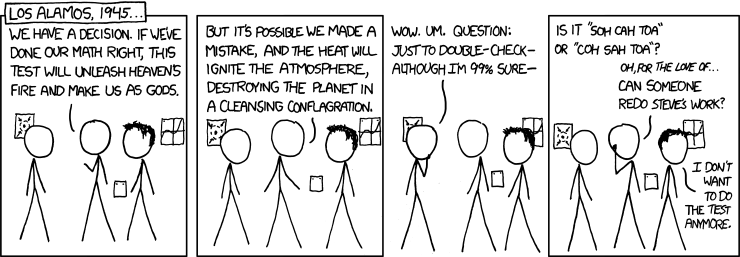 LOS ALAMOS, 1945...
WE HAVE A DECISION. IF WE'VE
DONE OUR MATH RIGHT, THIS
TEST WILL UNLEASH HEAVEN'S
FIRE AND MAKE US AS GODS.
BUT IT'S POSSIBLE WE MADE A
MISTAKE, AND THE HEAT WILL
IGNITE THE ATMOSPHERE,
DESTROYING THE PLANET IN
A CLEANSING CONFLAGRATION.
WOW. UM. QUESTION:
JUST TO DOUBLE-CHECK—
ALTHOUGH I'M 99% SURE—
IS IT "SOH CAH TOA"
OR "COH SAH TOA"?
OH, FOR THE LOVE OF...
CAN SOMEONE
REDO STEVE'S WORK?
I DON'T
WANT
TO DO
THE TEST
ANYMORE.